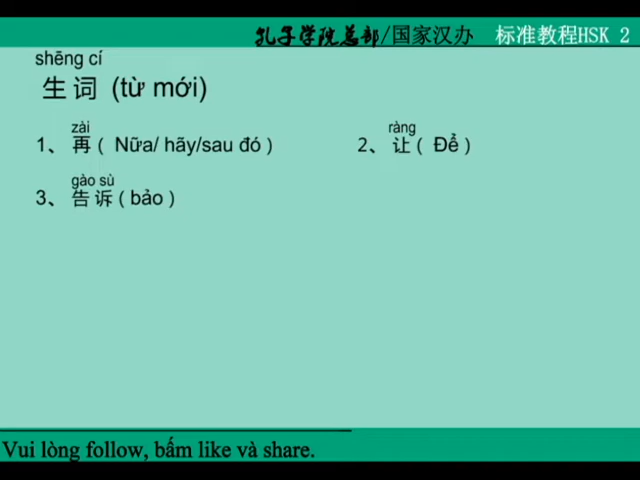 孔子学院总部/国家汉办 标准教程HSK 2
shēng cí
生词 (từ mới)
zài ràng
1、再 ( Nữa/ hãy/sau đó ) 2、让 ( Để )
gào sù
3、告诉 ( bảo )
Vui lòng follow, bấm like và share.